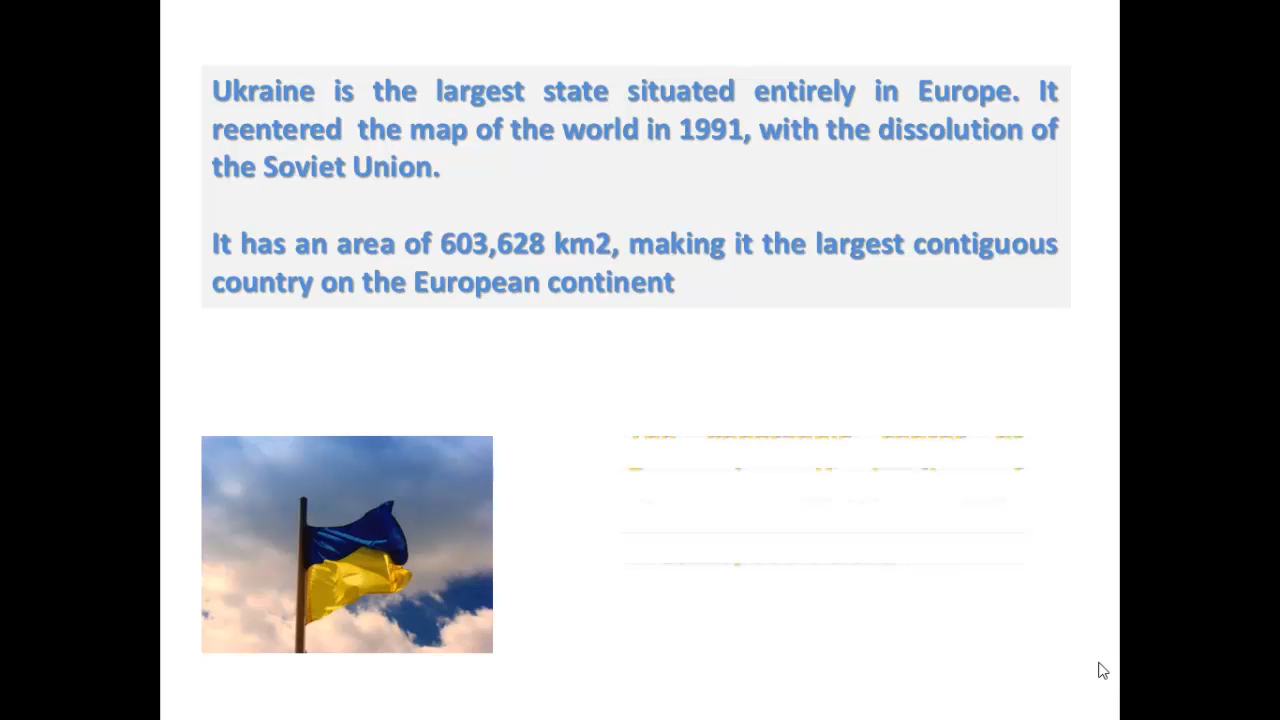 Ukraine is the largest state situated entirely in Europe. It
reentered the map of the world in 1991, with the dissolution of
the Soviet Union.
It has an area of 603,628 km2, making it the largest contiguous
country on the European continent